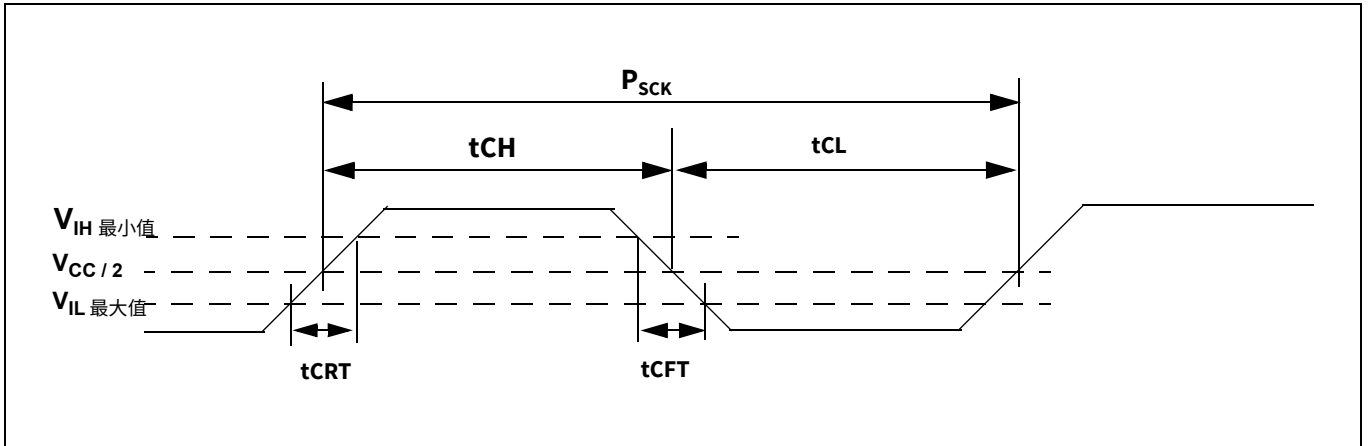 PSCK
tCH
tCL
VIH 最小值
VCC / 2
VIL 最大值
tCRT
tCFT